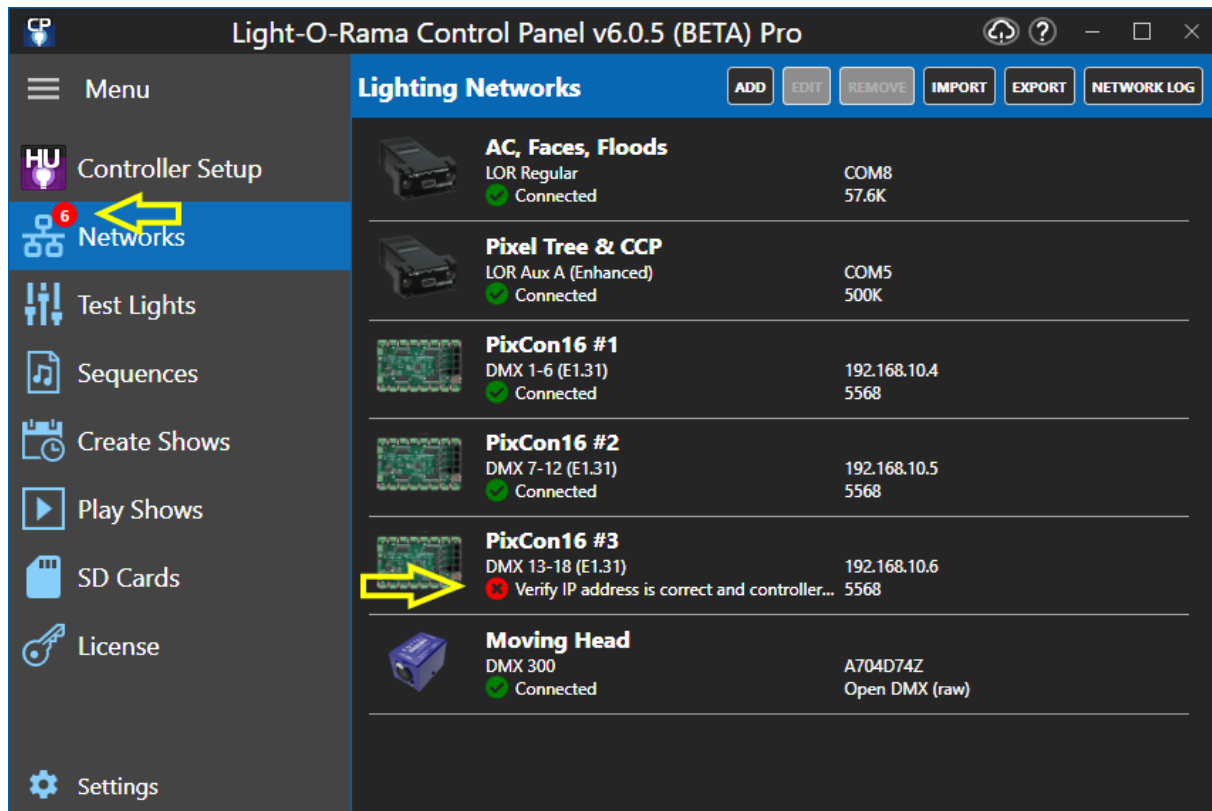 CP
Light-O-Rama Control Panel v6.0.5 (BETA) Pro
?
Menu
HU
Controller Setup
6
Networks
Test Lights
Sequences
Create Shows
Play Shows
SD Cards
License
Settings
Lighting Networks
ADD
EDIT
REMOVE
IMPORT
EXPORT
NETWORK LOG
AC, Faces, Floods
LOR Regular COM8
Connected 57.6K
Pixel Tree & CCP
LOR Aux A (Enhanced) COM5
Connected 500K
PixCon16 #1
DMX 1-6 (E1.31) 192.168.10.4
Connected 5568
PixCon16 #2
DMX 7-12 (E1.31) 192.168.10.5
Connected 5568
PixCon16 #3
DMX 13-18 (E1.31) 192.168.10.6
Verify IP address is correct and controller... 5568
Moving Head
DMX 300 A704D74Z
Connected Open DMX (raw)